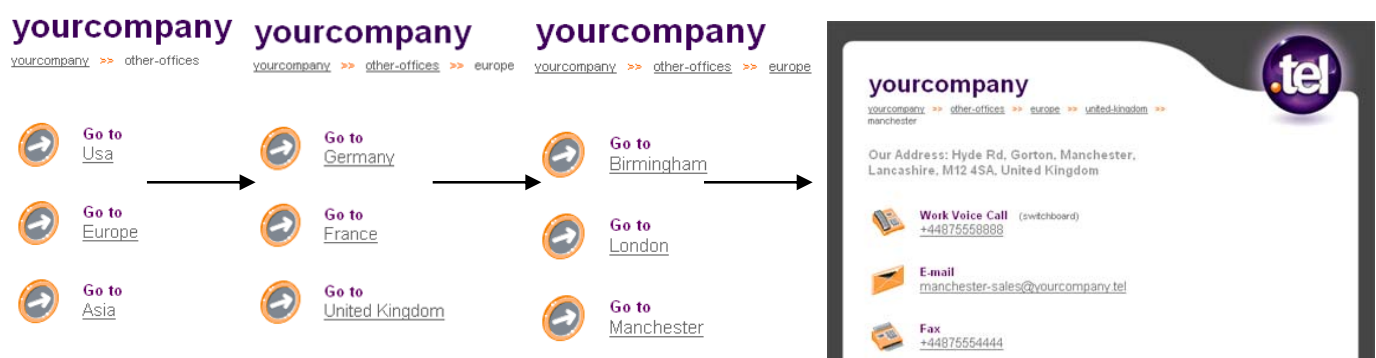 yourcompany
yourcompany >> other-offices
Go to
Usa
Go to
Europe
Go to
Asia
yourcompany
yourcompany >> other-offices >> europe
Go to
Germany
Go to
France
Go to
United Kingdom
yourcompany
yourcompany >> other-offices >> europe
Go to
Birmingham
Go to
London
Go to
Manchester
.tel
yourcompany
yourcompany >> other-offices >> europe >> united-kingdom >>
manchester
Our Address: Hyde Rd, Gorton, Manchester,
Lancashire, M12 4SA, United Kingdom
Work Voice Call (switchboard)
+44875558888
E-mail
manchester-sales@yourcompany.tel
Fax
+44875554444